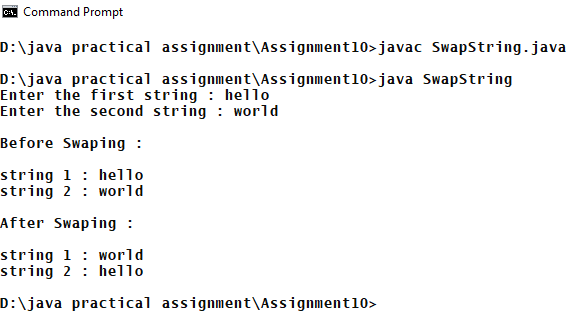 Command Prompt
D:\java practical assignment\Assignment10>javac SwapString.java
D:\java practical assignment\Assignment10>java SwapString
Enter the first string : hello
Enter the second string : world
Before Swaping :
string 1 : hello
string 2 : world
After Swaping :
string 1 : world
string 2 : hello
D:\java practical assignment\Assignment10>